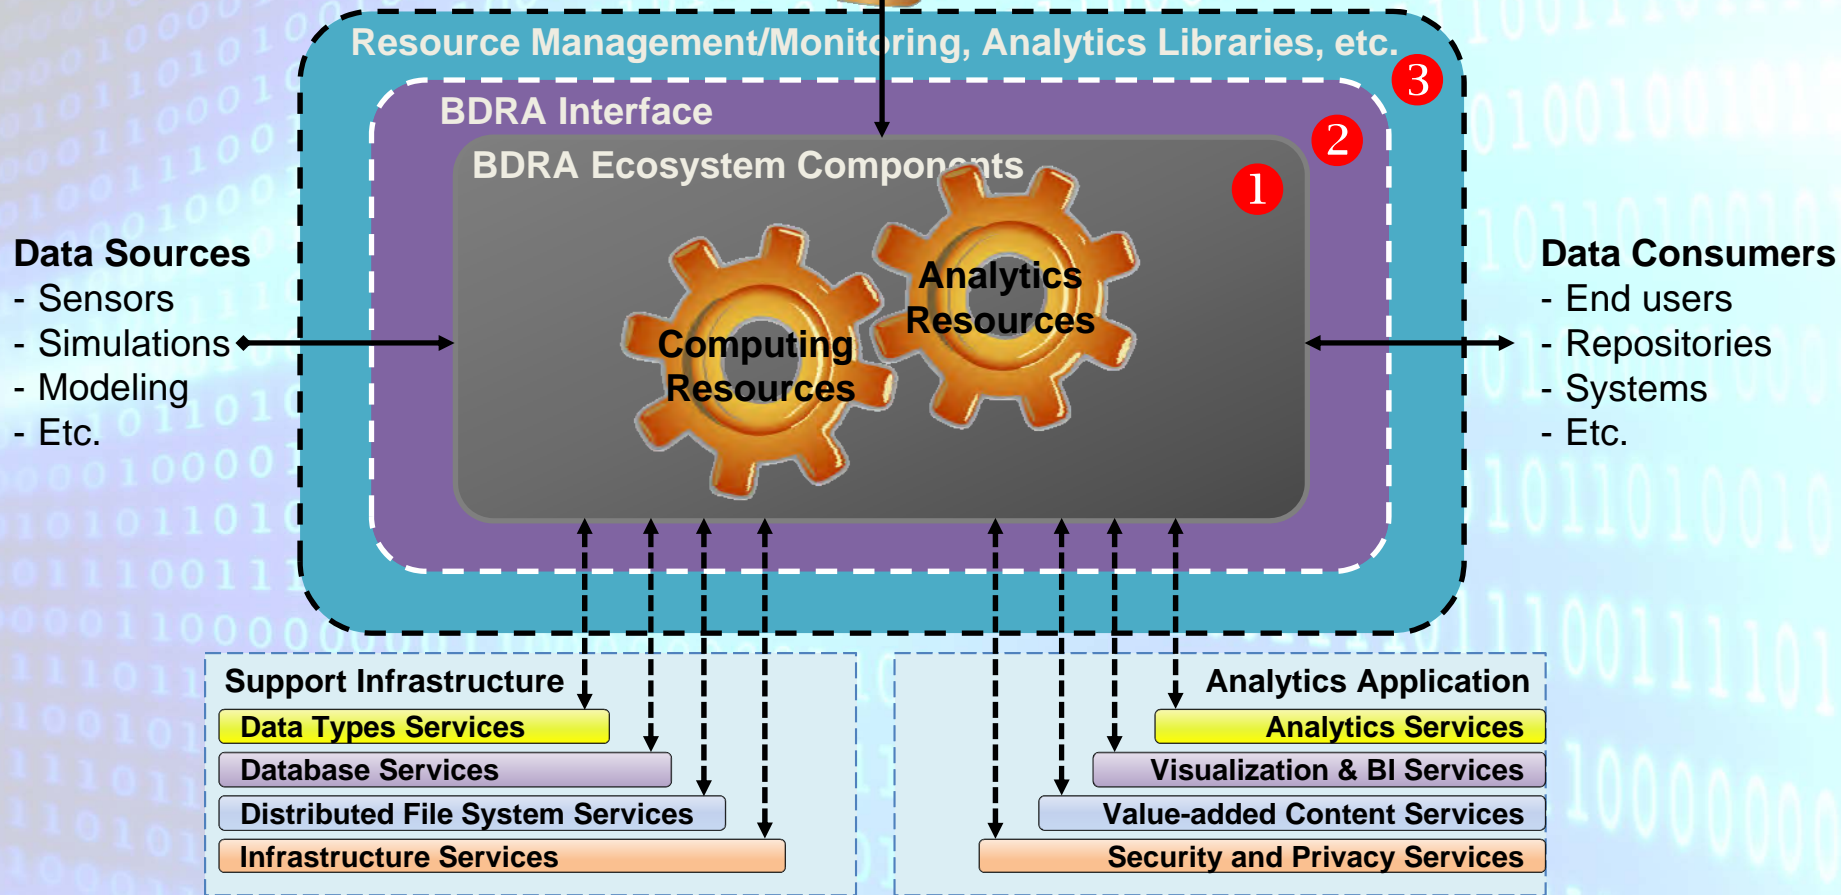 Resource Management/Monitoring, Analytics Libraries, etc.
3
BDRA Interface
2
BDRA Ecosystem Components
1
Data Sources
- Sensors
- Simulations
- Modeling
- Etc.
Computing
Resources
Analytics
Resources
Data Consumers
- End users
- Repositories
- Systems
- Etc.
Support Infrastructure
Data Types Services
Database Services
Distributed File System Services
Infrastructure Services
Analytics Application
Analytics Services
Visualization & BI Services
Value-added Content Services
Security and Privacy Services